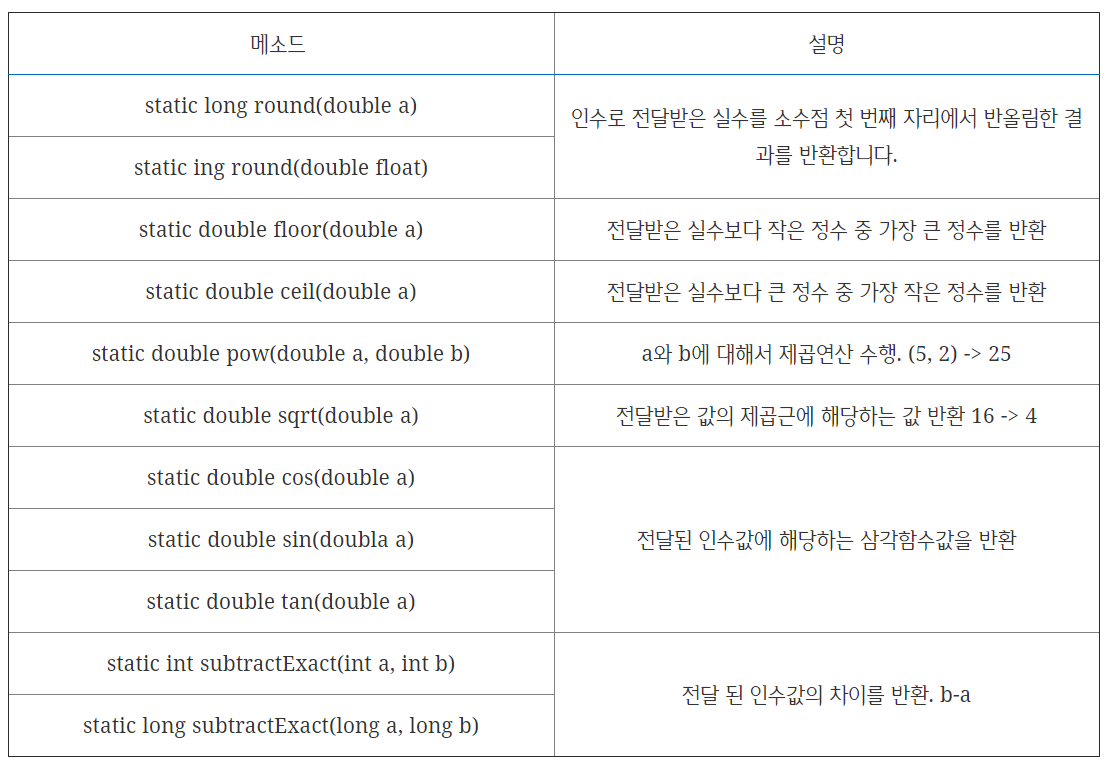 메소드
설명
static long round(double a)
인수로 전달받은 실수를 소수점 첫 번째 자리에서 반올림한 결
과를 반환합니다.
static ing round(double float)
static double floor(double a)
전달받은 실수보다 작은 정수 중 가장 큰 정수를 반환
static double ceil(double a)
전달받은 실수보다 큰 정수 중 가장 작은 정수를 반환
static double pow(double a, double b)
a와 b에 대해서 제곱연산 수행. (5, 2) -> 25
static double sqrt(double a)
전달받은 값의 제곱근에 해당하는 값 반환 16 -> 4
static double cos(double a)
static double sin(doubla a)
전달된 인수값에 해당하는 삼각함수값을 반환
static double tan(double a)
static int subtractExact(int a, int b)
전달 된 인수값의 차이를 반환. b-a
static long subtractExact(long a, long b)